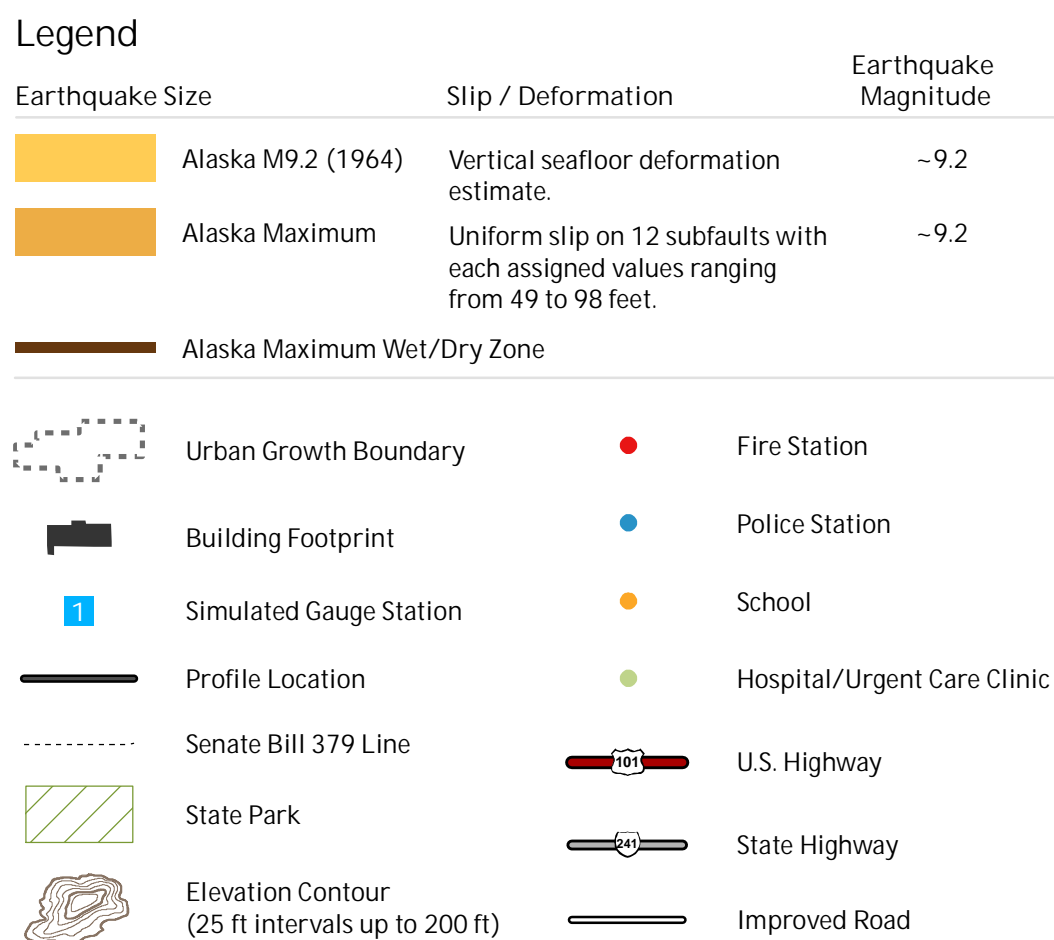 Legend
Earthquake Size
Slip / Deformation
Earthquake
Magnitude
Alaska M9.2 (1964)
Vertical seafloor deformation
estimate.
~9.2
Alaska Maximum
Uniform slip on 12 subfaults with
each assigned values ranging
from 49 to 98 feet.
~9.2
Alaska Maximum Wet/Dry Zone
Urban Growth Boundary
Building Footprint
1
Simulated Gauge Station
Profile Location
Senate Bill 379 Line
State Park
Elevation Contour
(25 ft intervals up to 200 ft)
Fire Station
Police Station
School
Hospital/Urgent Care Clinic
101
U.S. Highway
241
State Highway
Improved Road